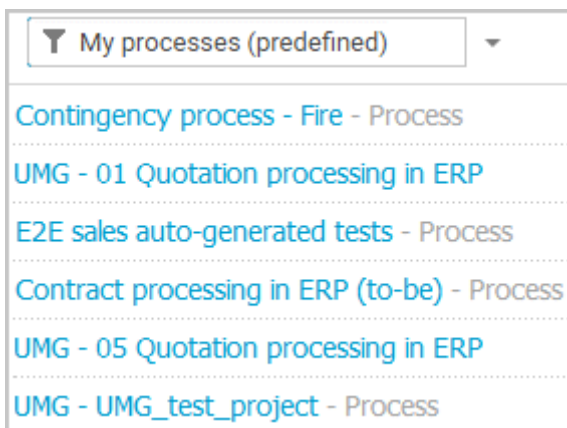 My processes (predefined)
Contingency process - Fire - Process
UMG - 01 Quotation processing in ERP
E2E sales auto-generated tests - Process
Contract processing in ERP (to-be) - Process
UMG - 05 Quotation processing in ERP
UMG - UMG_test_project - Process